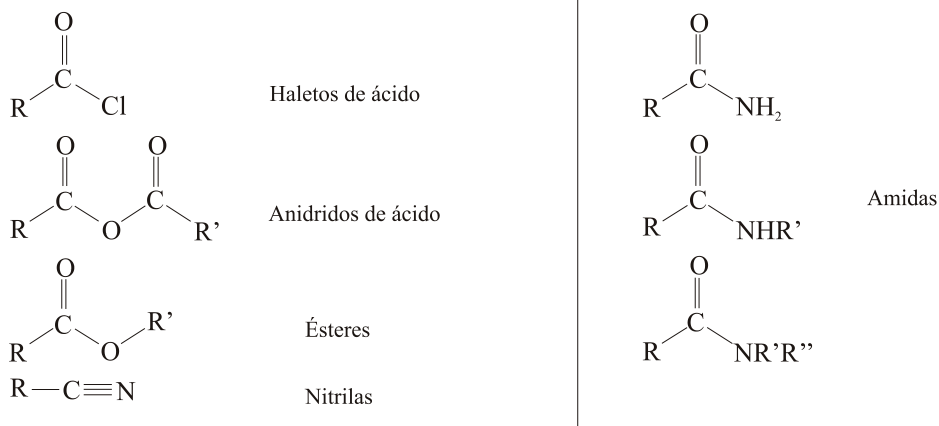 O
C
R Cl
Haletos de ácido
O O
R C O C R’
Anidridos de ácido
O
R C O R’
Ésteres
R C N
Nitrilas
O
C
R NH₂
O
C
R NHR’
Amidas
O
C
R NR’R’’